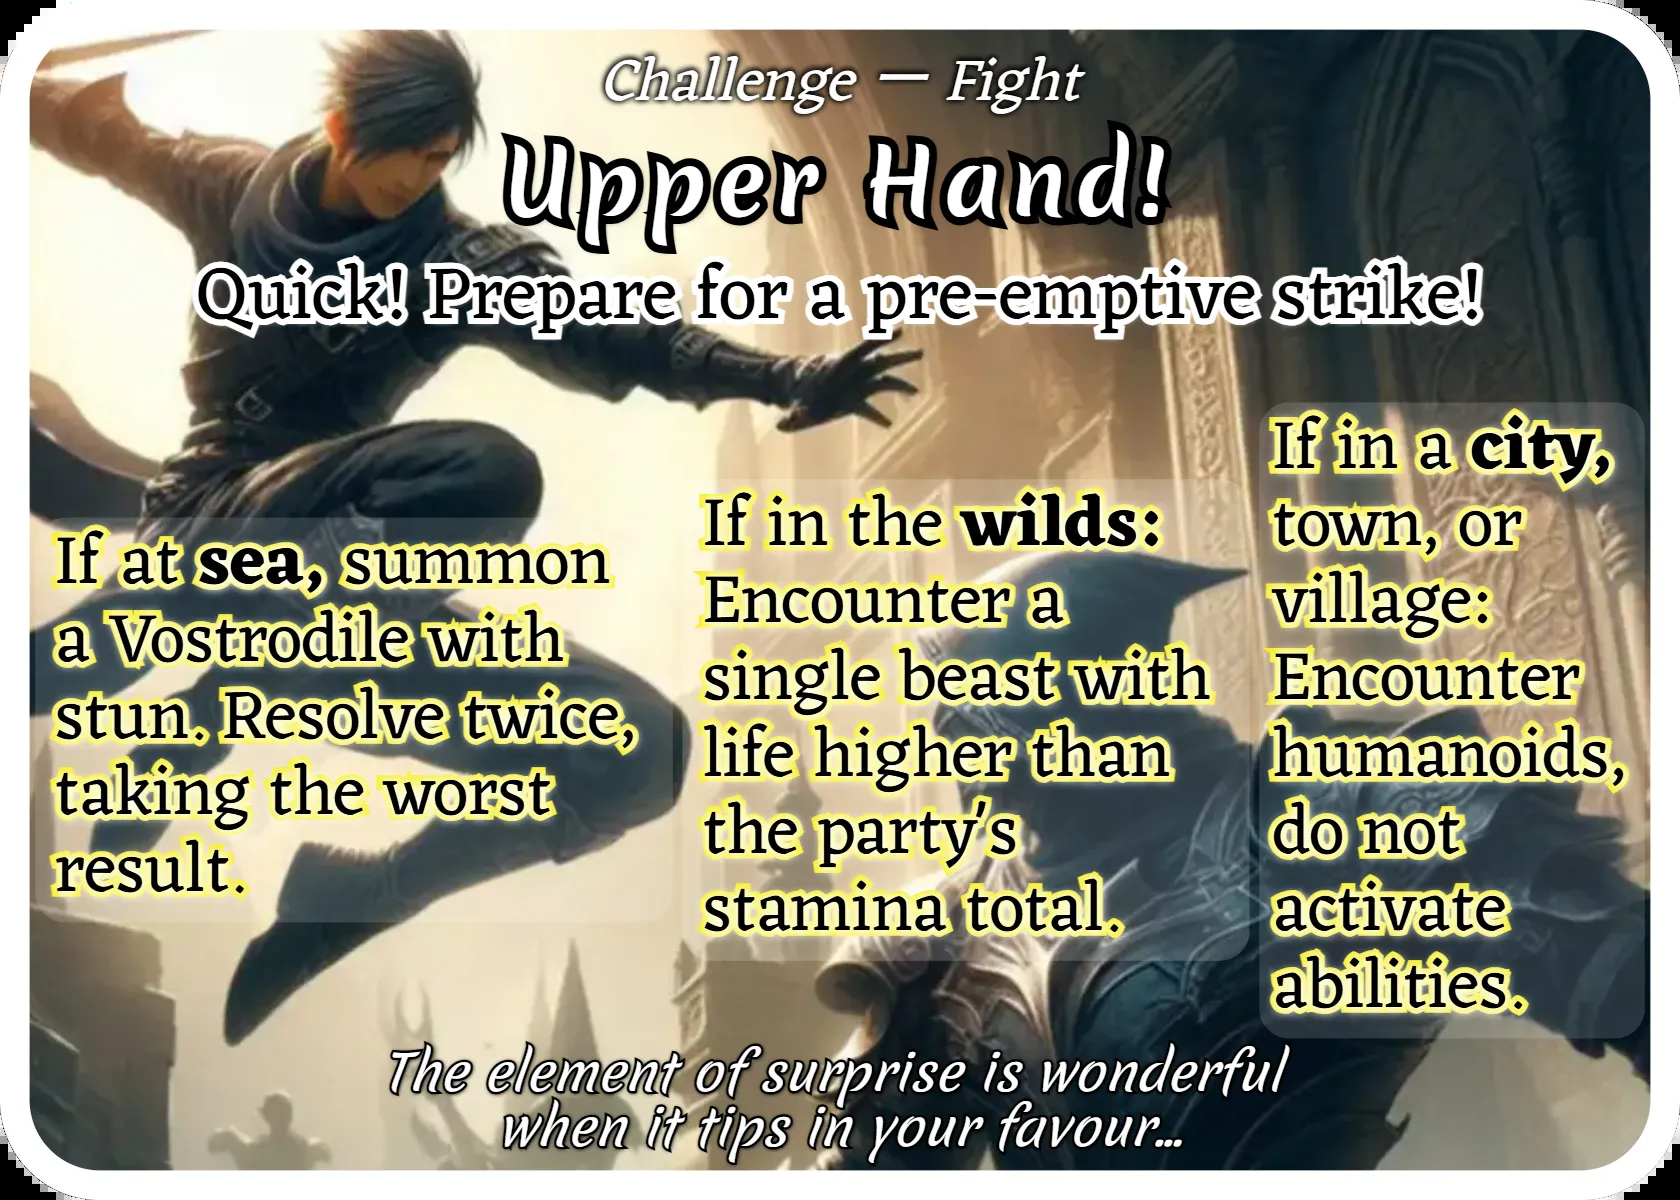 Challenge — Fight
Upper Hand!
Quick! Prepare for a pre-emptive strike!
If at sea, summon
a Vostrodile with
stun. Resolve twice,
taking the worst
result.
If in the wilds:
Encounter a
single beast with
life higher than
the party's
stamina total.
If in a city,
town, or
village:
Encounter
humanoids,
do not
activate
abilities.
The element of surprise is wonderful
when it tips in your favour...